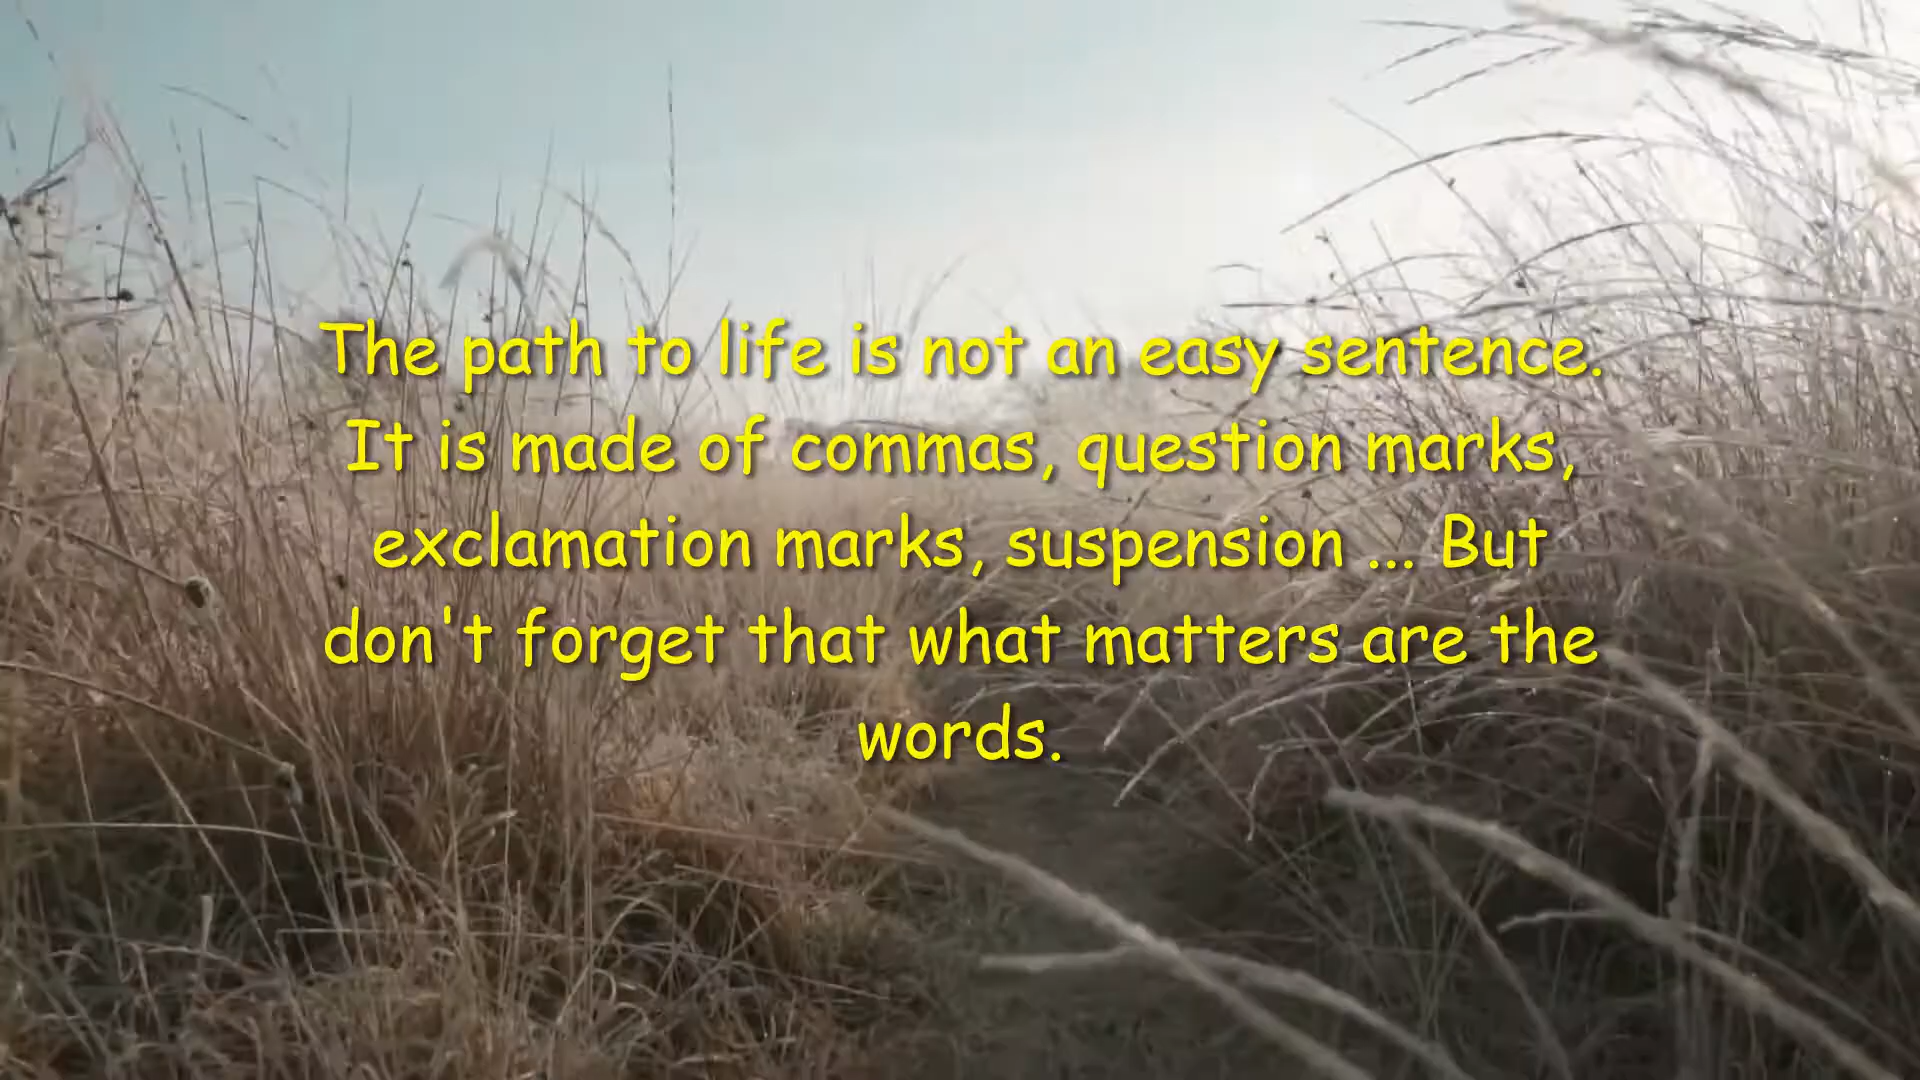 The path to life is not an easy sentence.
It is made of commas, question marks,
exclamation marks, suspension ... But
don't forget that what matters are the
words.